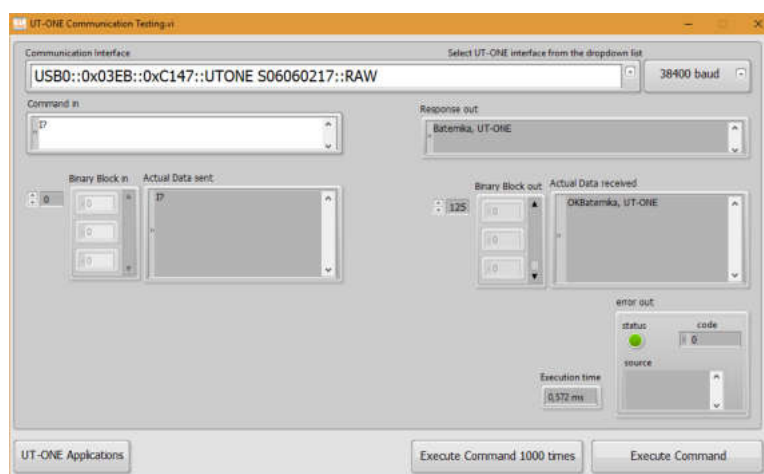 UT-ONE Communication Testing.vi
Communication Interface
Select UT-ONE interface from the dropdown list
USB0::0x03EB::0xC147::UTONE S06060217::RAW
38400 baud
Command in
I?
Response out
Batemika, UT-ONE
Binary Block in
Actual Data sent
0
0
0
0
I?
Binary Block out
Actual Data received
125
0
0
0
OKBatemika, UT-ONE
error out
status
code
0
source
Execution time
0,572 ms
UT-ONE Applications
Execute Command 1000 times
Execute Command